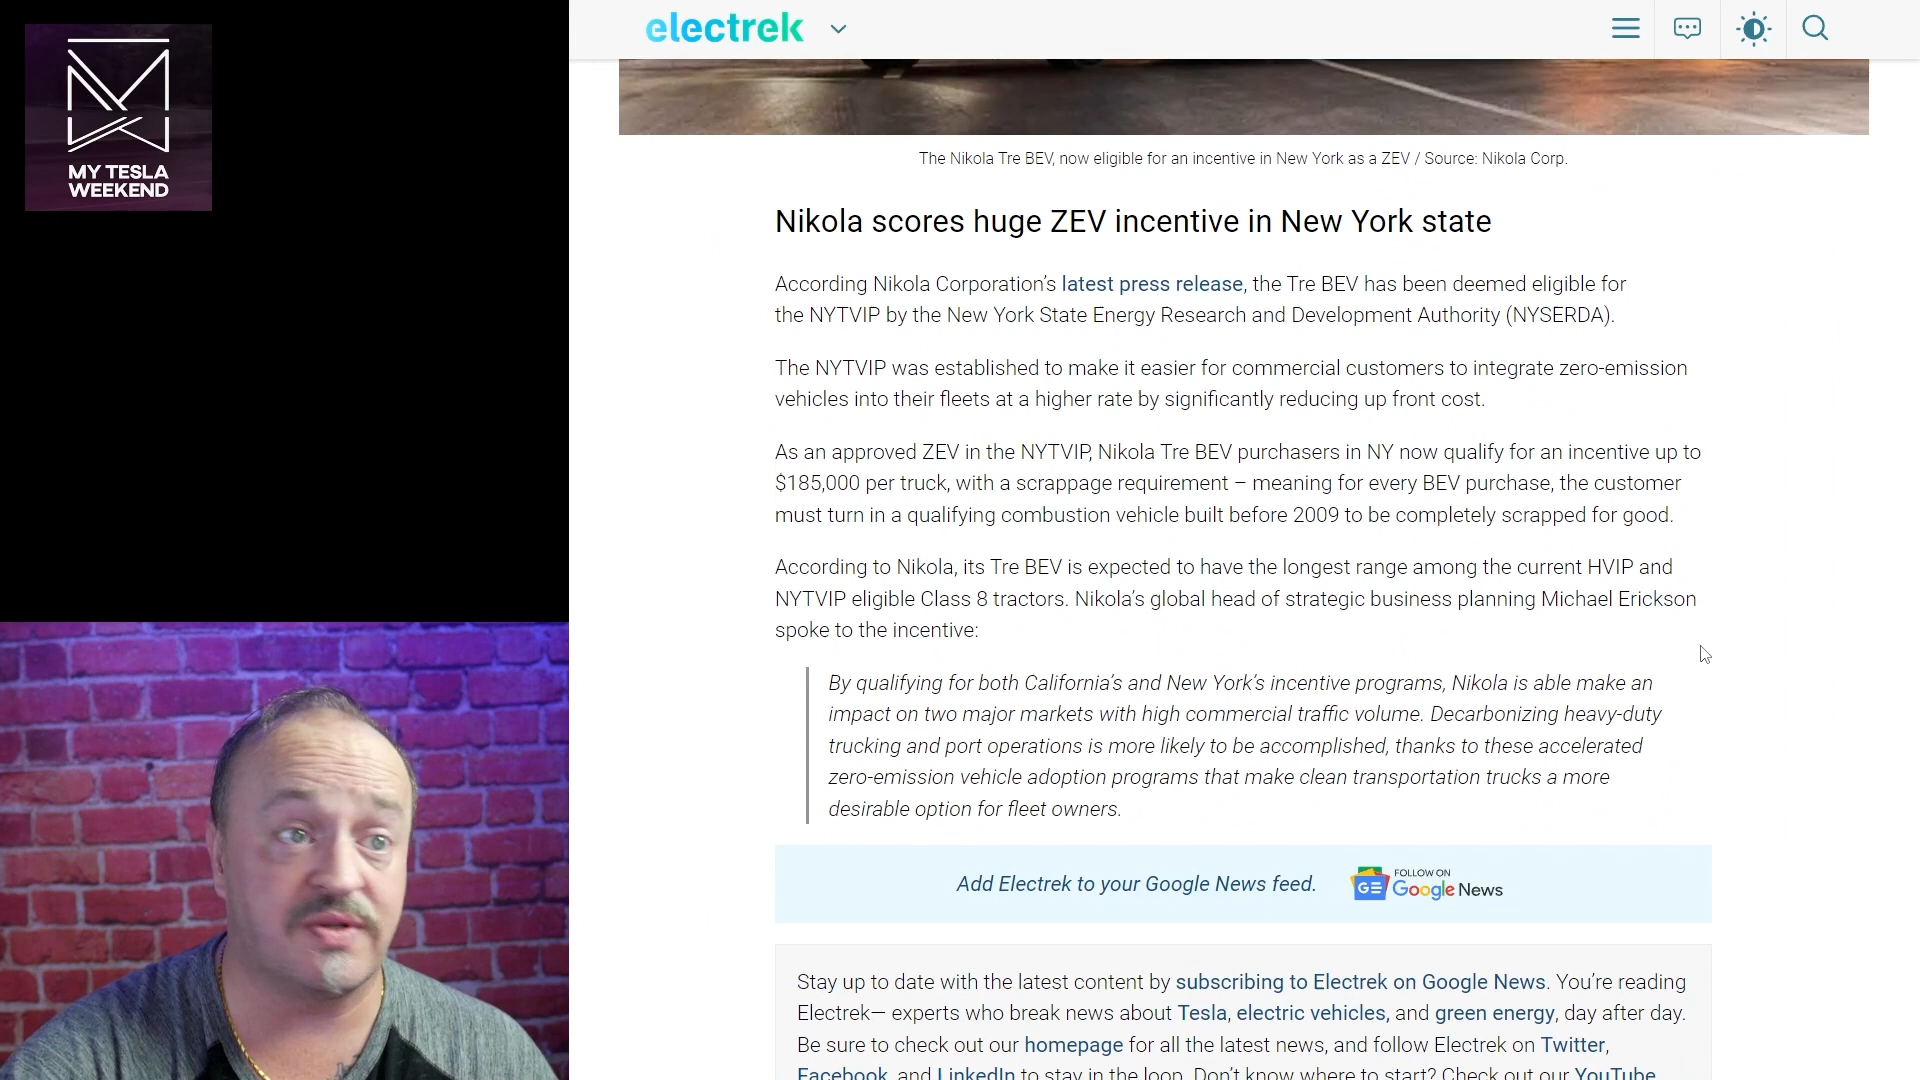 MY TESLA
WEEKEND
electrek
The Nikola Tre BEV, now eligible for an incentive in New York as a ZEV / Source: Nikola Corp.
Nikola scores huge ZEV incentive in New York state
According Nikola Corporation’s latest press release, the Tre BEV has been deemed eligible for
the NYTVIP by the New York State Energy Research and Development Authority (NYSERDA).
The NYTVIP was established to make it easier for commercial customers to integrate zero-emission
vehicles into their fleets at a higher rate by significantly reducing up front cost.
As an approved ZEV in the NYTVIP, Nikola Tre BEV purchasers in NY now qualify for an incentive up to
$185,000 per truck, with a scrappage requirement – meaning for every BEV purchase, the customer
must turn in a qualifying combustion vehicle built before 2009 to be completely scrapped for good.
According to Nikola, its Tre BEV is expected to have the longest range among the current HVIP and
NYTVIP eligible Class 8 tractors. Nikola’s global head of strategic business planning Michael Erickson
spoke to the incentive:
By qualifying for both California’s and New York’s incentive programs, Nikola is able make an
impact on two major markets with high commercial traffic volume. Decarbonizing heavy-duty
trucking and port operations is more likely to be accomplished, thanks to these accelerated
zero-emission vehicle adoption programs that make clean transportation trucks a more
desirable option for fleet owners.
Add Electrek to your Google News feed.
GE
FOLLOW ON
Google News
Stay up to date with the latest content by subscribing to Electrek on Google News. You’re reading
Electrek— experts who break news about Tesla, electric vehicles, and green energy, day after day.
Be sure to check out our homepage for all the latest news, and follow Electrek on Twitter,
Facebook, and LinkedIn to stay in the loop. Don’t know where to start? Check out our YouTube